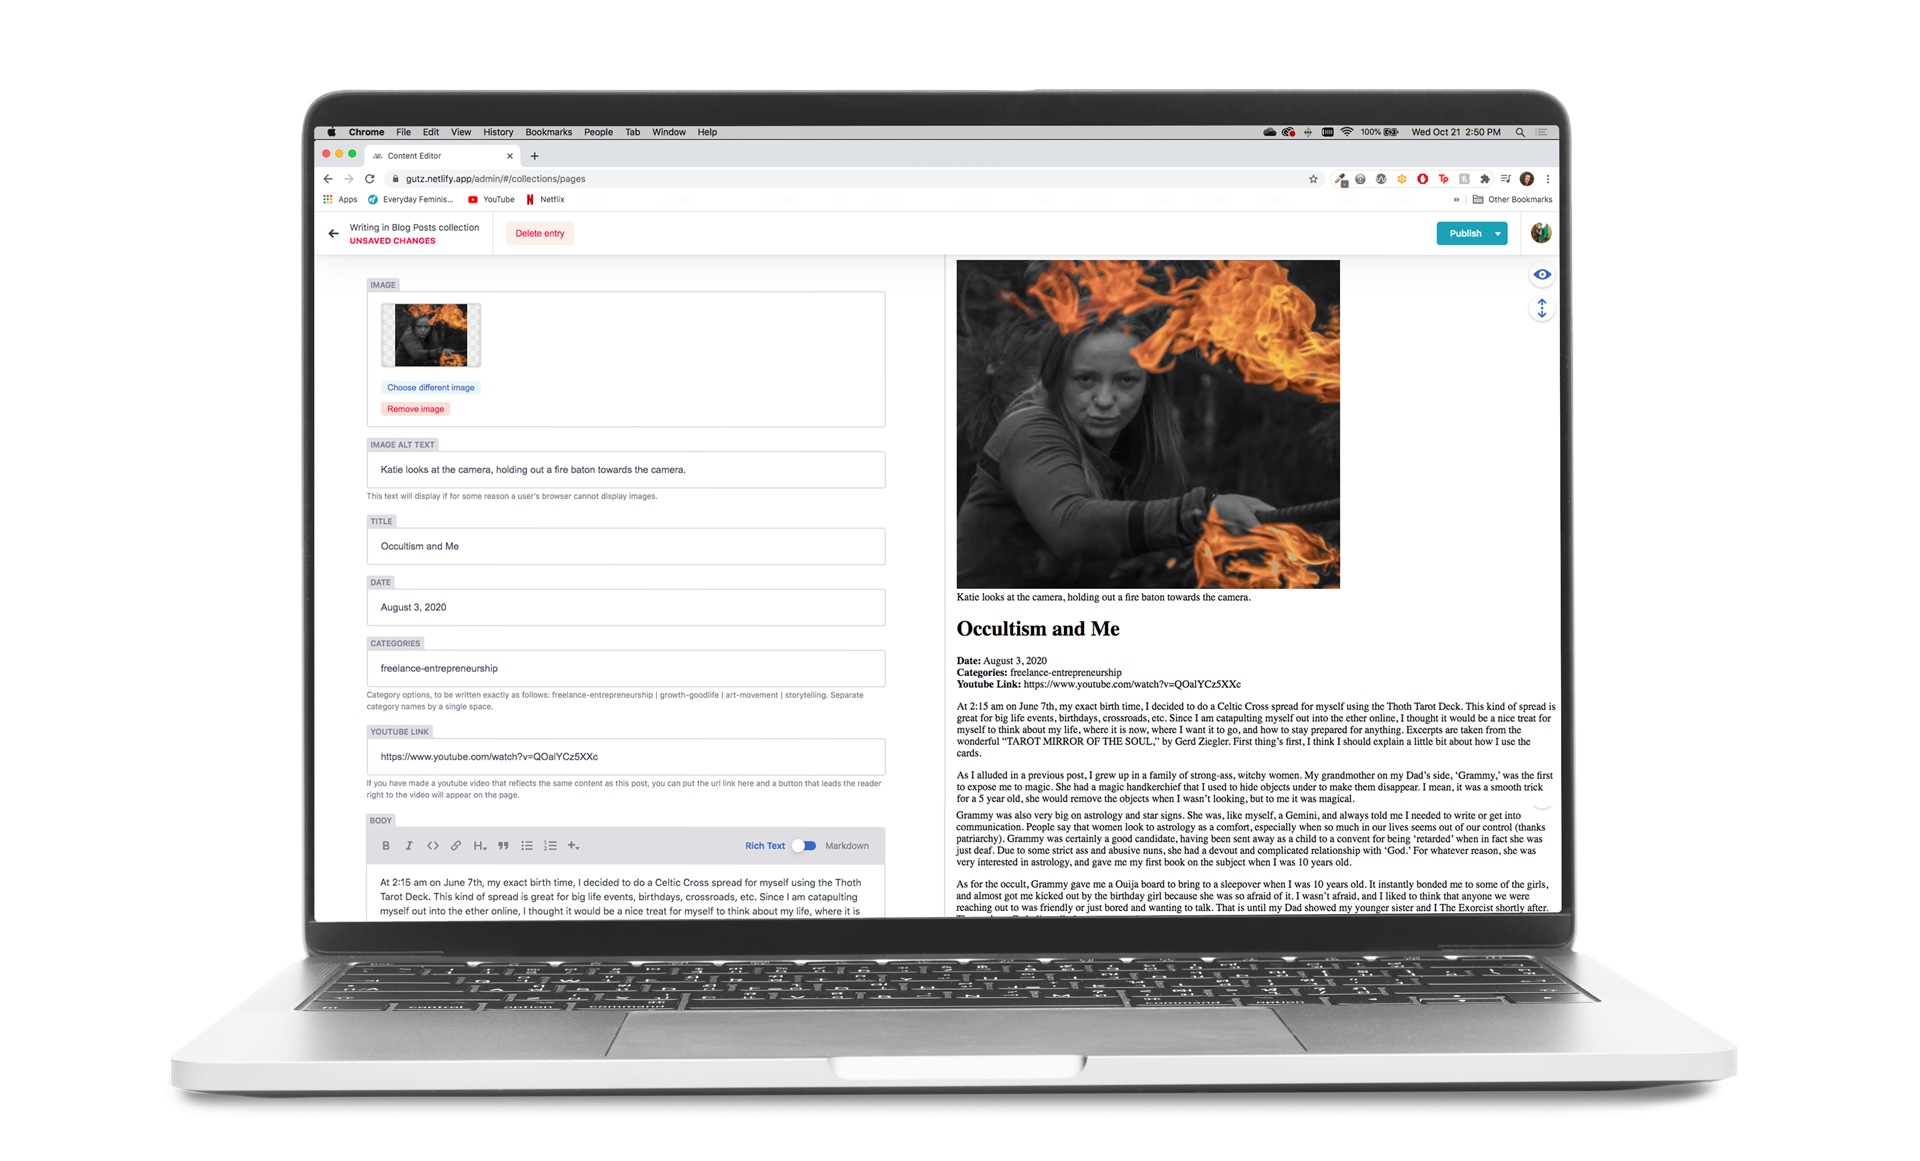 Chrome File Edit View History Bookmarks People Tab Window Help
100% Wed Oct 21 2:50 PM
Content Editor
gutz.netlify.app/admin/#/collections/pages
Apps Everyday Feminis... YouTube Netflix » Other Bookmarks
Writing in Blog Posts collection
UNSAVED CHANGES
Delete entry
Publish
IMAGE
Choose different image
Remove image
IMAGE ALT TEXT
Katie looks at the camera, holding out a fire baton towards the camera.
This text will display if for some reason a user's browser cannot display images.
TITLE
Occultism and Me
DATE
August 3, 2020
CATEGORIES
freelance-entrepreneurship
Category options, to be written exactly as follows: freelance-entrepreneurship | growth-goodlife | art-movement | storytelling. Separate
category names by a single space.
YOUTUBE LINK
https://www.youtube.com/watch?v=QOalYCz5XXc
If you have made a youtube video that reflects the same content as this post, you can put the url link here and a button that leads the reader
right to the video will appear on the page.
BODY
B I <> H Rich Text Markdown
At 2:15 am on June 7th, my exact birth time, I decided to do a Celtic Cross spread for myself using the Thoth
Tarot Deck. This kind of spread is great for big life events, birthdays, crossroads, etc. Since I am catapulting
myself out into the ether online, I thought it would be a nice treat for myself to think about my life, where it is
Katie looks at the camera, holding out a fire baton towards the camera.
Occultism and Me
Date: August 3, 2020
Categories: freelance-entrepreneurship
Youtube Link: https://www.youtube.com/watch?v=QOalYCz5XXc
At 2:15 am on June 7th, my exact birth time, I decided to do a Celtic Cross spread for myself using the Thoth Tarot Deck. This kind of spread is
great for big life events, birthdays, crossroads, etc. Since I am catapulting myself out into the ether online, I thought it would be a nice treat for
myself to think about my life, where it is now, where I want it to go, and how to stay prepared for anything. Excerpts are taken from the
wonderful “TAROT MIRROR OF THE SOUL,” by Gerd Ziegler. First thing’s first, I think I should explain a little bit about how I use the
cards.
As I alluded in a previous post, I grew up in a family of strong-ass, witchy women. My grandmother on my Dad’s side, ‘Grammy,’ was the first
to expose me to magic. She had a magic handkerchief that I used to hide objects under to make them disappear. I mean, it was a smooth trick
for a 5 year old, she would remove the objects when I wasn’t looking, but to me it was magical.
Grammy was also very big on astrology and star signs. She was, like myself, a Gemini, and always told me I needed to write or get into
communication. People say that women look to astrology as a comfort, especially when so much in our lives seems out of our control (thanks
patriarchy). Grammy was certainly a good candidate, having been sent away as a child to a convent for being ‘retarded’ when in fact she was
just deaf. Due to some strict ass and abusive nuns, she had a devout and complicated relationship with ‘God.’ For whatever reason, she was
very interested in astrology, and gave me my first book on the subject when I was 10 years old.
As for the occult, Grammy gave me a Ouija board to bring to a sleepover when I was 10 years old. It instantly bonded me to some of the girls,
and almost got me kicked out by the birthday girl because she was so afraid of it. I wasn’t afraid, and I liked to think that anyone we were
reaching out to was friendly or just bored and wanting to talk. That is until my Dad showed my younger sister and I The Exorcist shortly after.
control option command command option